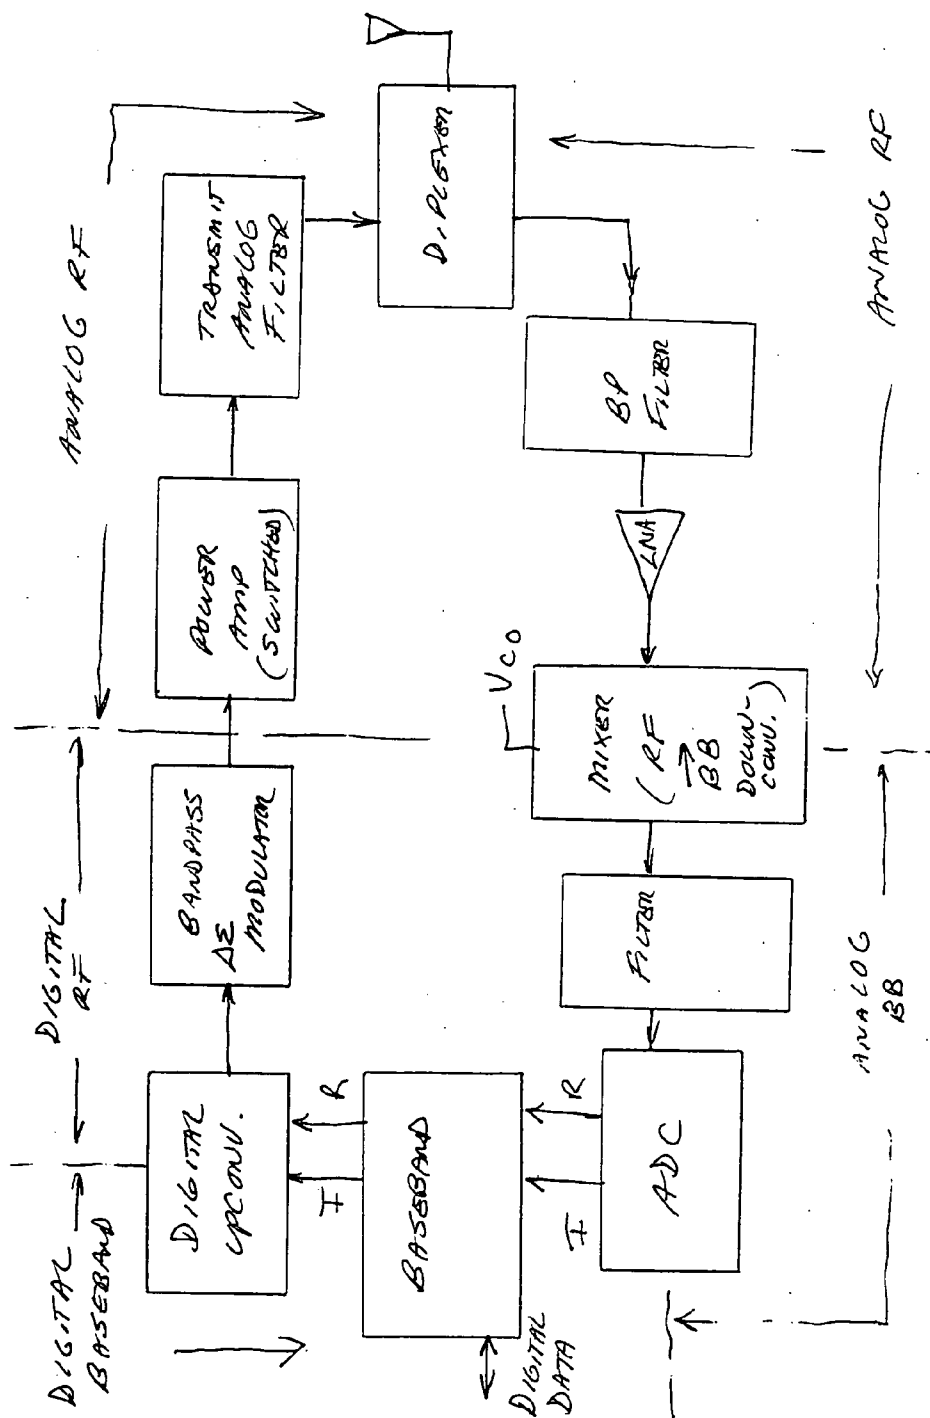 DIGITAL
BASEBAND
DIGITAL
RF
ANALOG RF
DIGITAL
UPCONV.
BANDPASS
ΔΣ
MODULATOR
POWER
AMP
(SWITCHED)
TRANSMIT
ANALOG
FILTER
I
R
BASEBAND
DIGITAL
DATA
DIPLEXER
I
R
ADC
FILTER
VCO
MIXER
(RF
→ BB
DOWN-
CONV.)
LNA
BP
FILTER
ANALOG
BB
ANALOG RF